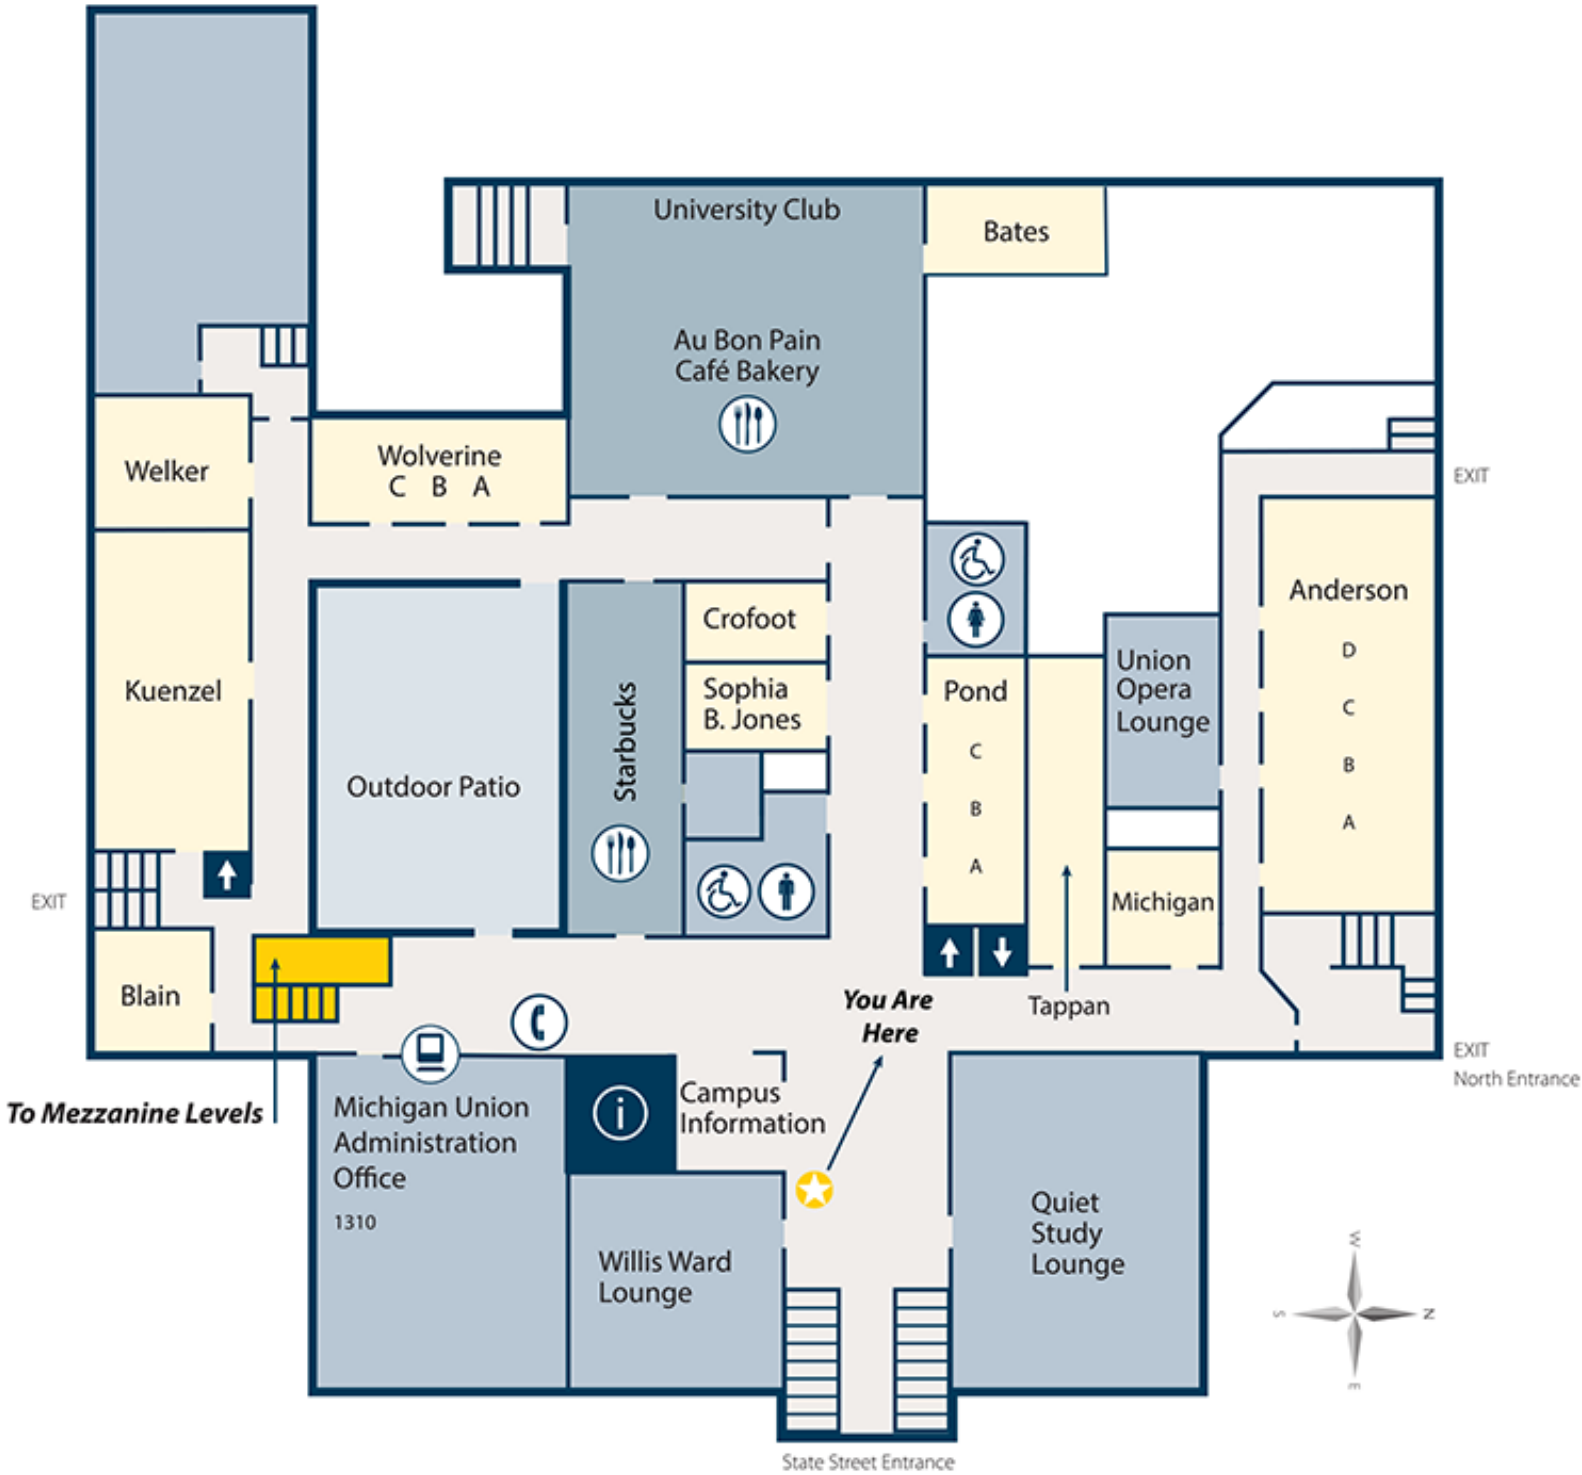 University Club
Bates
Au Bon Pain
Café Bakery
Welker
Wolverine
C B A
EXIT
Anderson
D
C
B
A
Crofoot
Sophia
B. Jones
Kuenzel
Starbucks
Outdoor Patio
Pond
C
B
A
Union
Opera
Lounge
Michigan
EXIT
Blain
You Are
Here
Tappan
EXIT
North Entrance
To Mezzanine Levels
Michigan Union
Administration
Office
1310
i
Campus
Information
Willis Ward
Lounge
Quiet
Study
Lounge
W
S
N
E
State Street Entrance